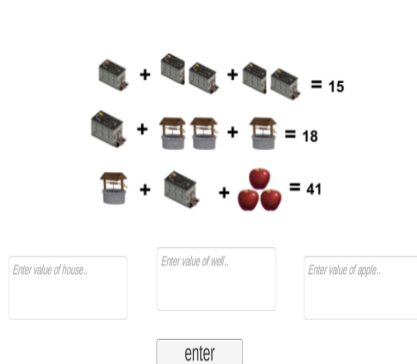 + + = 15
+ + = 18
+ + = 41
Enter value of house..
Enter value of well..
Enter value of apple..
enter